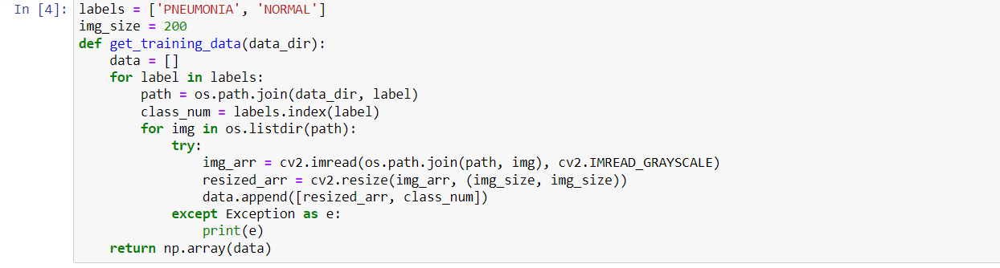 In [4]: labels = ['PNEUMONIA', 'NORMAL']
img_size = 200
def get_training_data(data_dir):
    data = []
    for label in labels:
        path = os.path.join(data_dir, label)
        class_num = labels.index(label)
        for img in os.listdir(path):
            try:
                img_arr = cv2.imread(os.path.join(path, img), cv2.IMREAD_GRAYSCALE)
                resized_arr = cv2.resize(img_arr, (img_size, img_size))
                data.append([resized_arr, class_num])
            except Exception as e:
                print(e)
    return np.array(data)